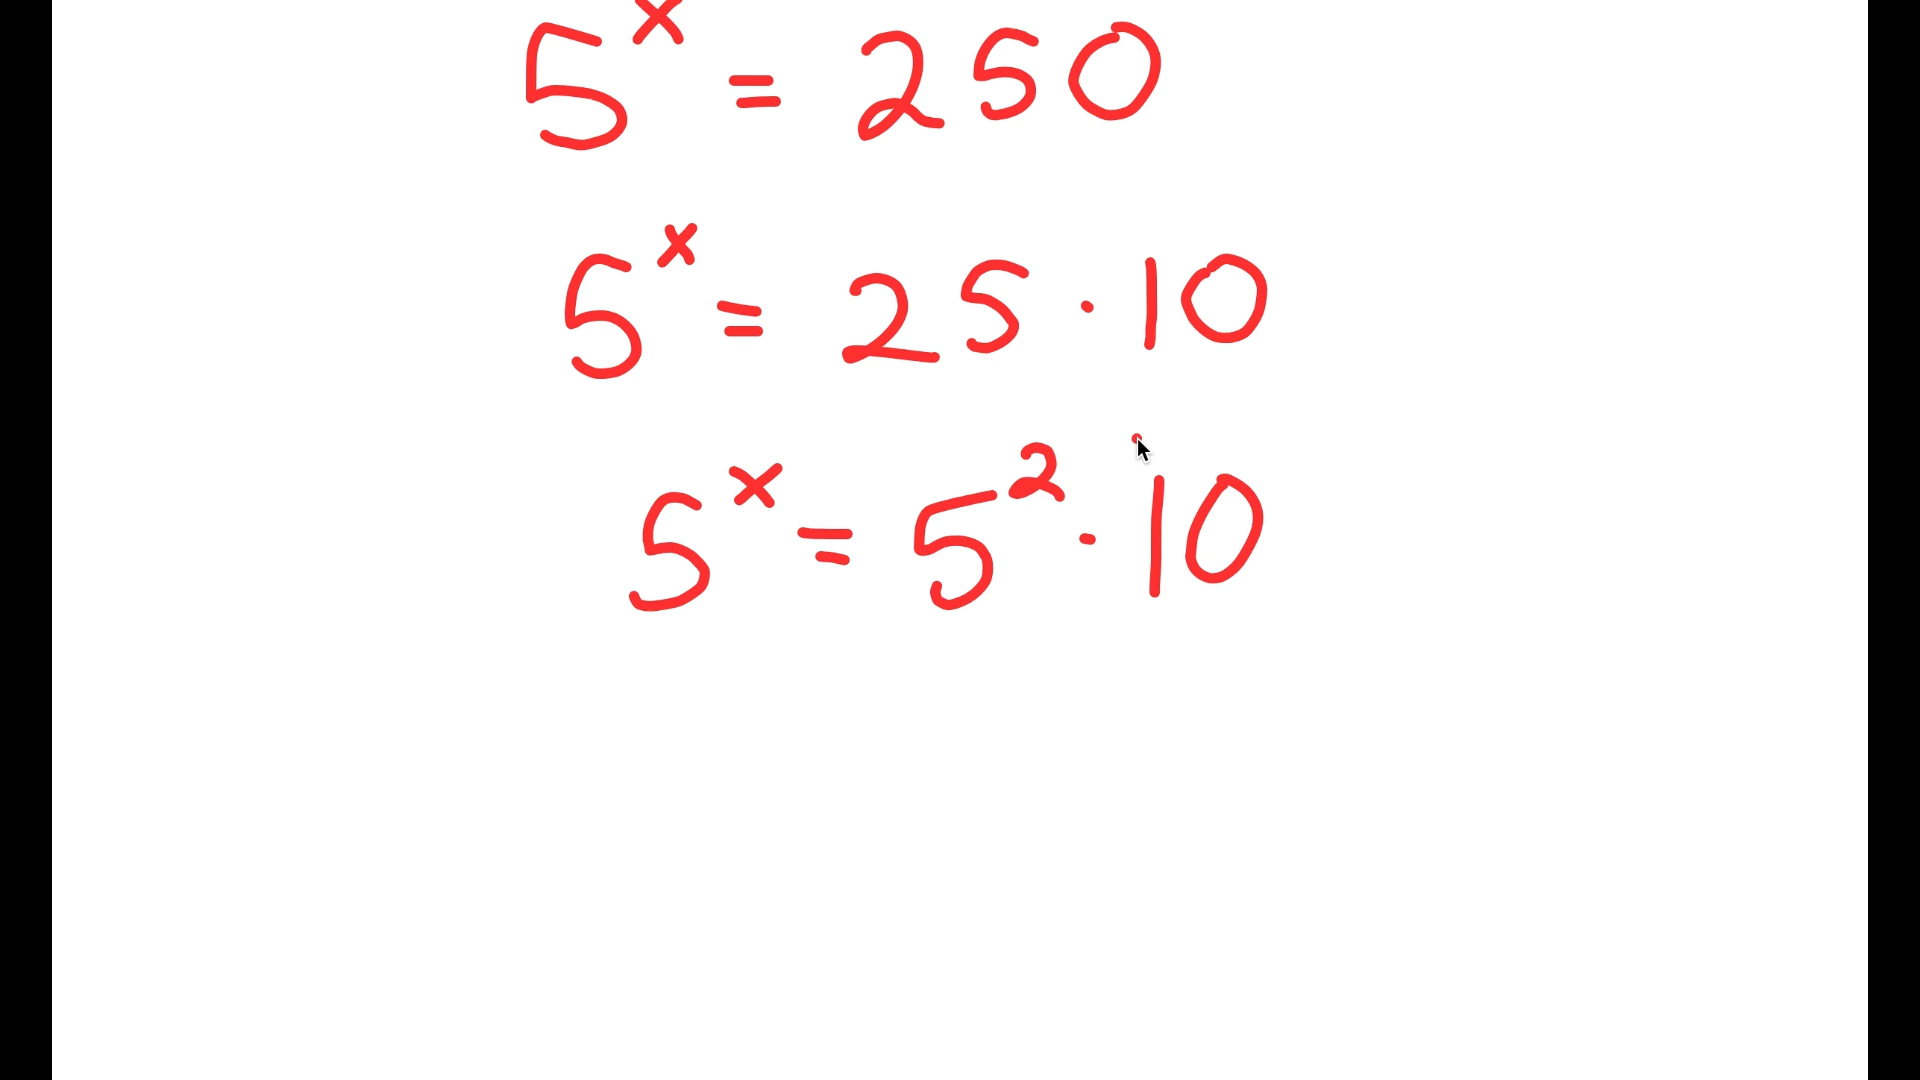 5^x = 250
5^x = 25 · 10
5^x = 5^2 · 10